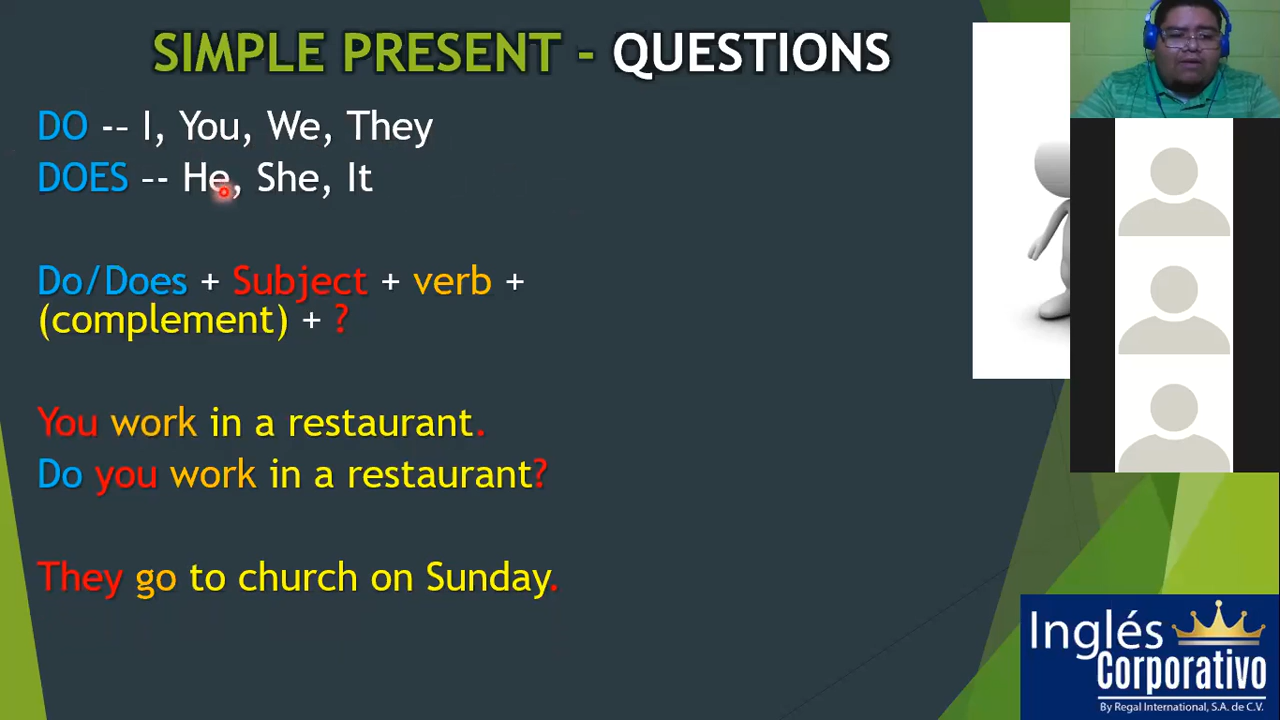 SIMPLE PRESENT - QUESTIONS
DO -- I, You, We, They
DOES -- He, She, It
Do/Does + Subject + verb +
(complement) + ?
You work in a restaurant.
Do you work in a restaurant?
They go to church on Sunday.
Inglés
Corporativo
By Regal International, S.A. de C.V.